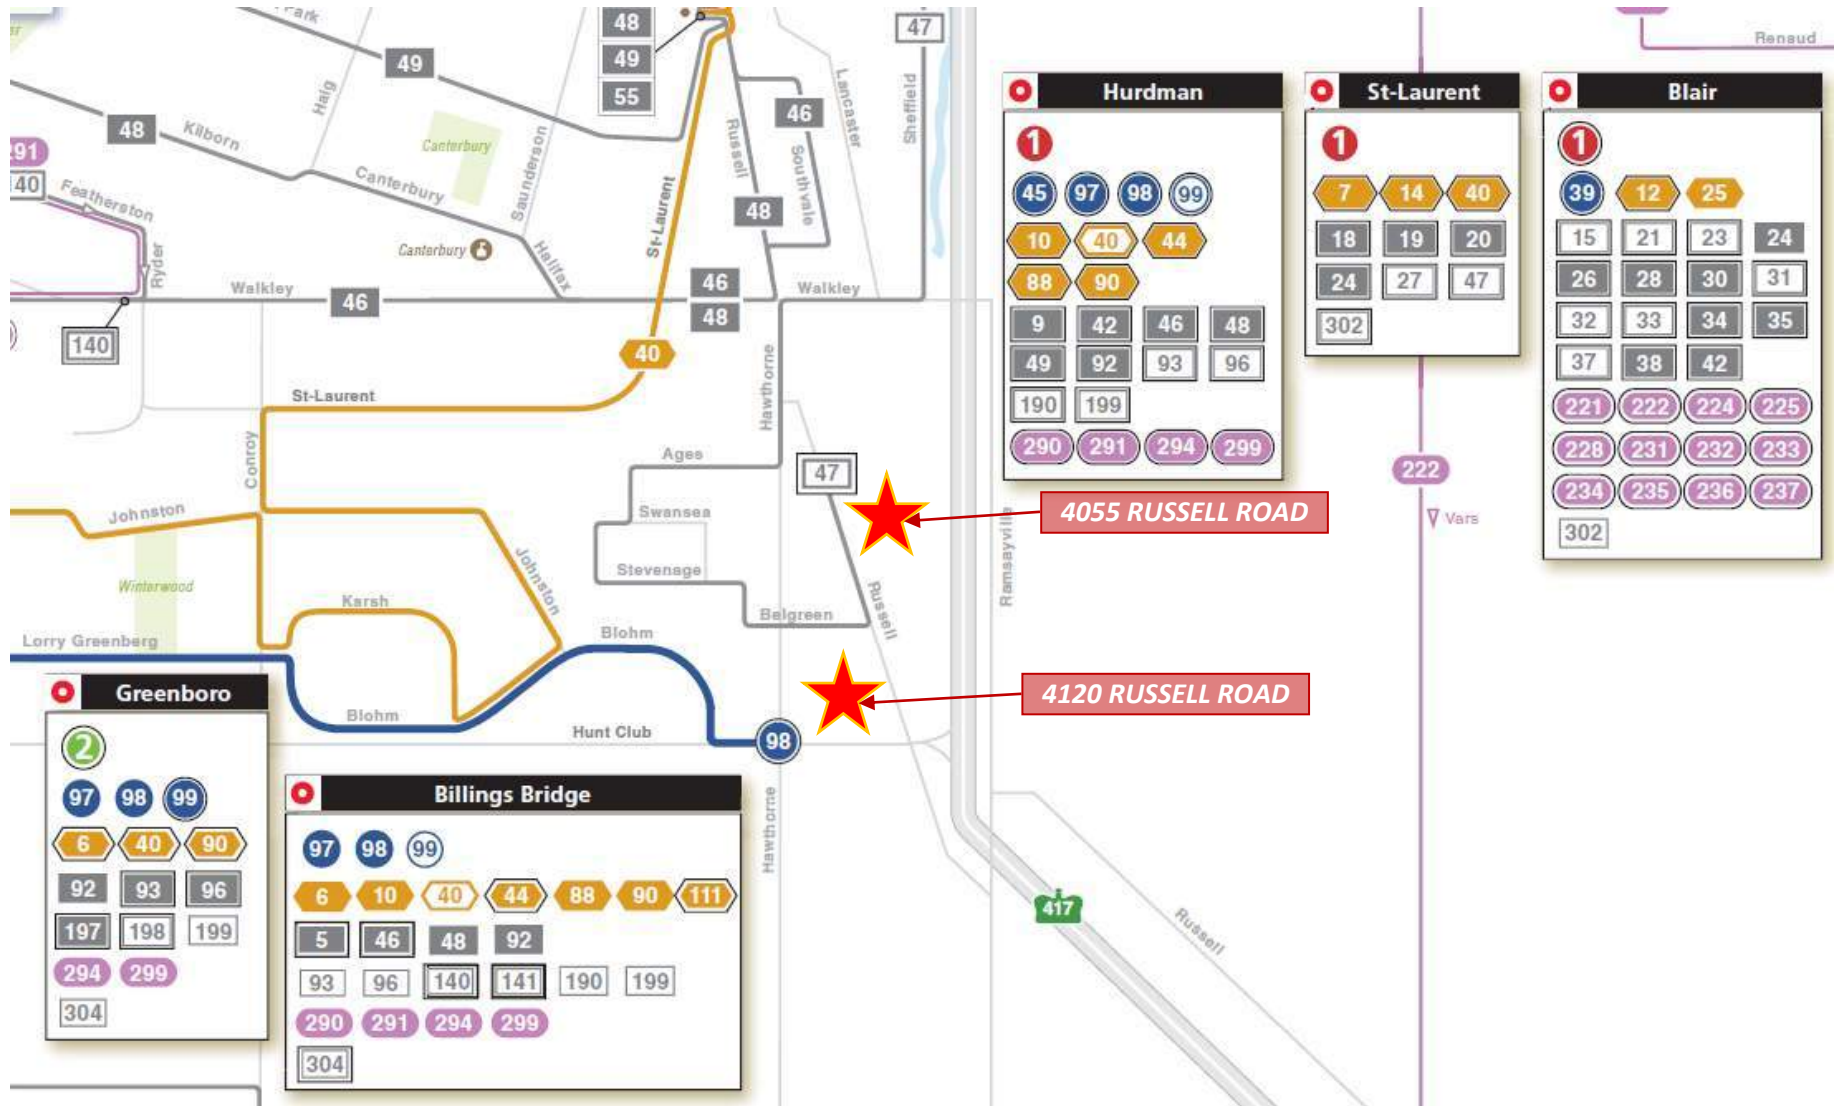 Park
48
49
55
47
Renaud
49
Haig
48
Kilborn
Canterbury
Saunderson
Canterbury
46
Russell
Southvale
48
Lancaster
Sheffield
St-Laurent
291
140
Featherston
Ryder
Canterbury
Halifax
Walkley
46
46
48
Walkley
140
40
Hawthorne
St-Laurent
Conroy
Ages
47
Swansea
Stevenage
Belgreen
Russell
Johnston
Johnston
Winterwood
Karsh
Lorry Greenberg
Blohm
Blohm
Hunt Club
98
Hawthorne
Ramsayville
4055 RUSSELL ROAD
4120 RUSSELL ROAD
222
Vars
417
Russell
Hurdman
1
45 97 98 99
10 40 44
88 90
9 42 46 48
49 92 93 96
190 199
290 291 294 299
St-Laurent
1
7 14 40
18 19 20
24 27 47
302
Blair
1
39 12 25
15 21 23 24
26 28 30 31
32 33 34 35
37 38 42
221 222 224 225
228 231 232 233
234 235 236 237
302
Greenboro
2
97 98 99
6 40 90
92 93 96
197 198 199
294 299
304
Billings Bridge
97 98 99
6 10 40 44 88 90 111
5 46 48 92
93 96 140 141 190 199
290 291 294 299
304